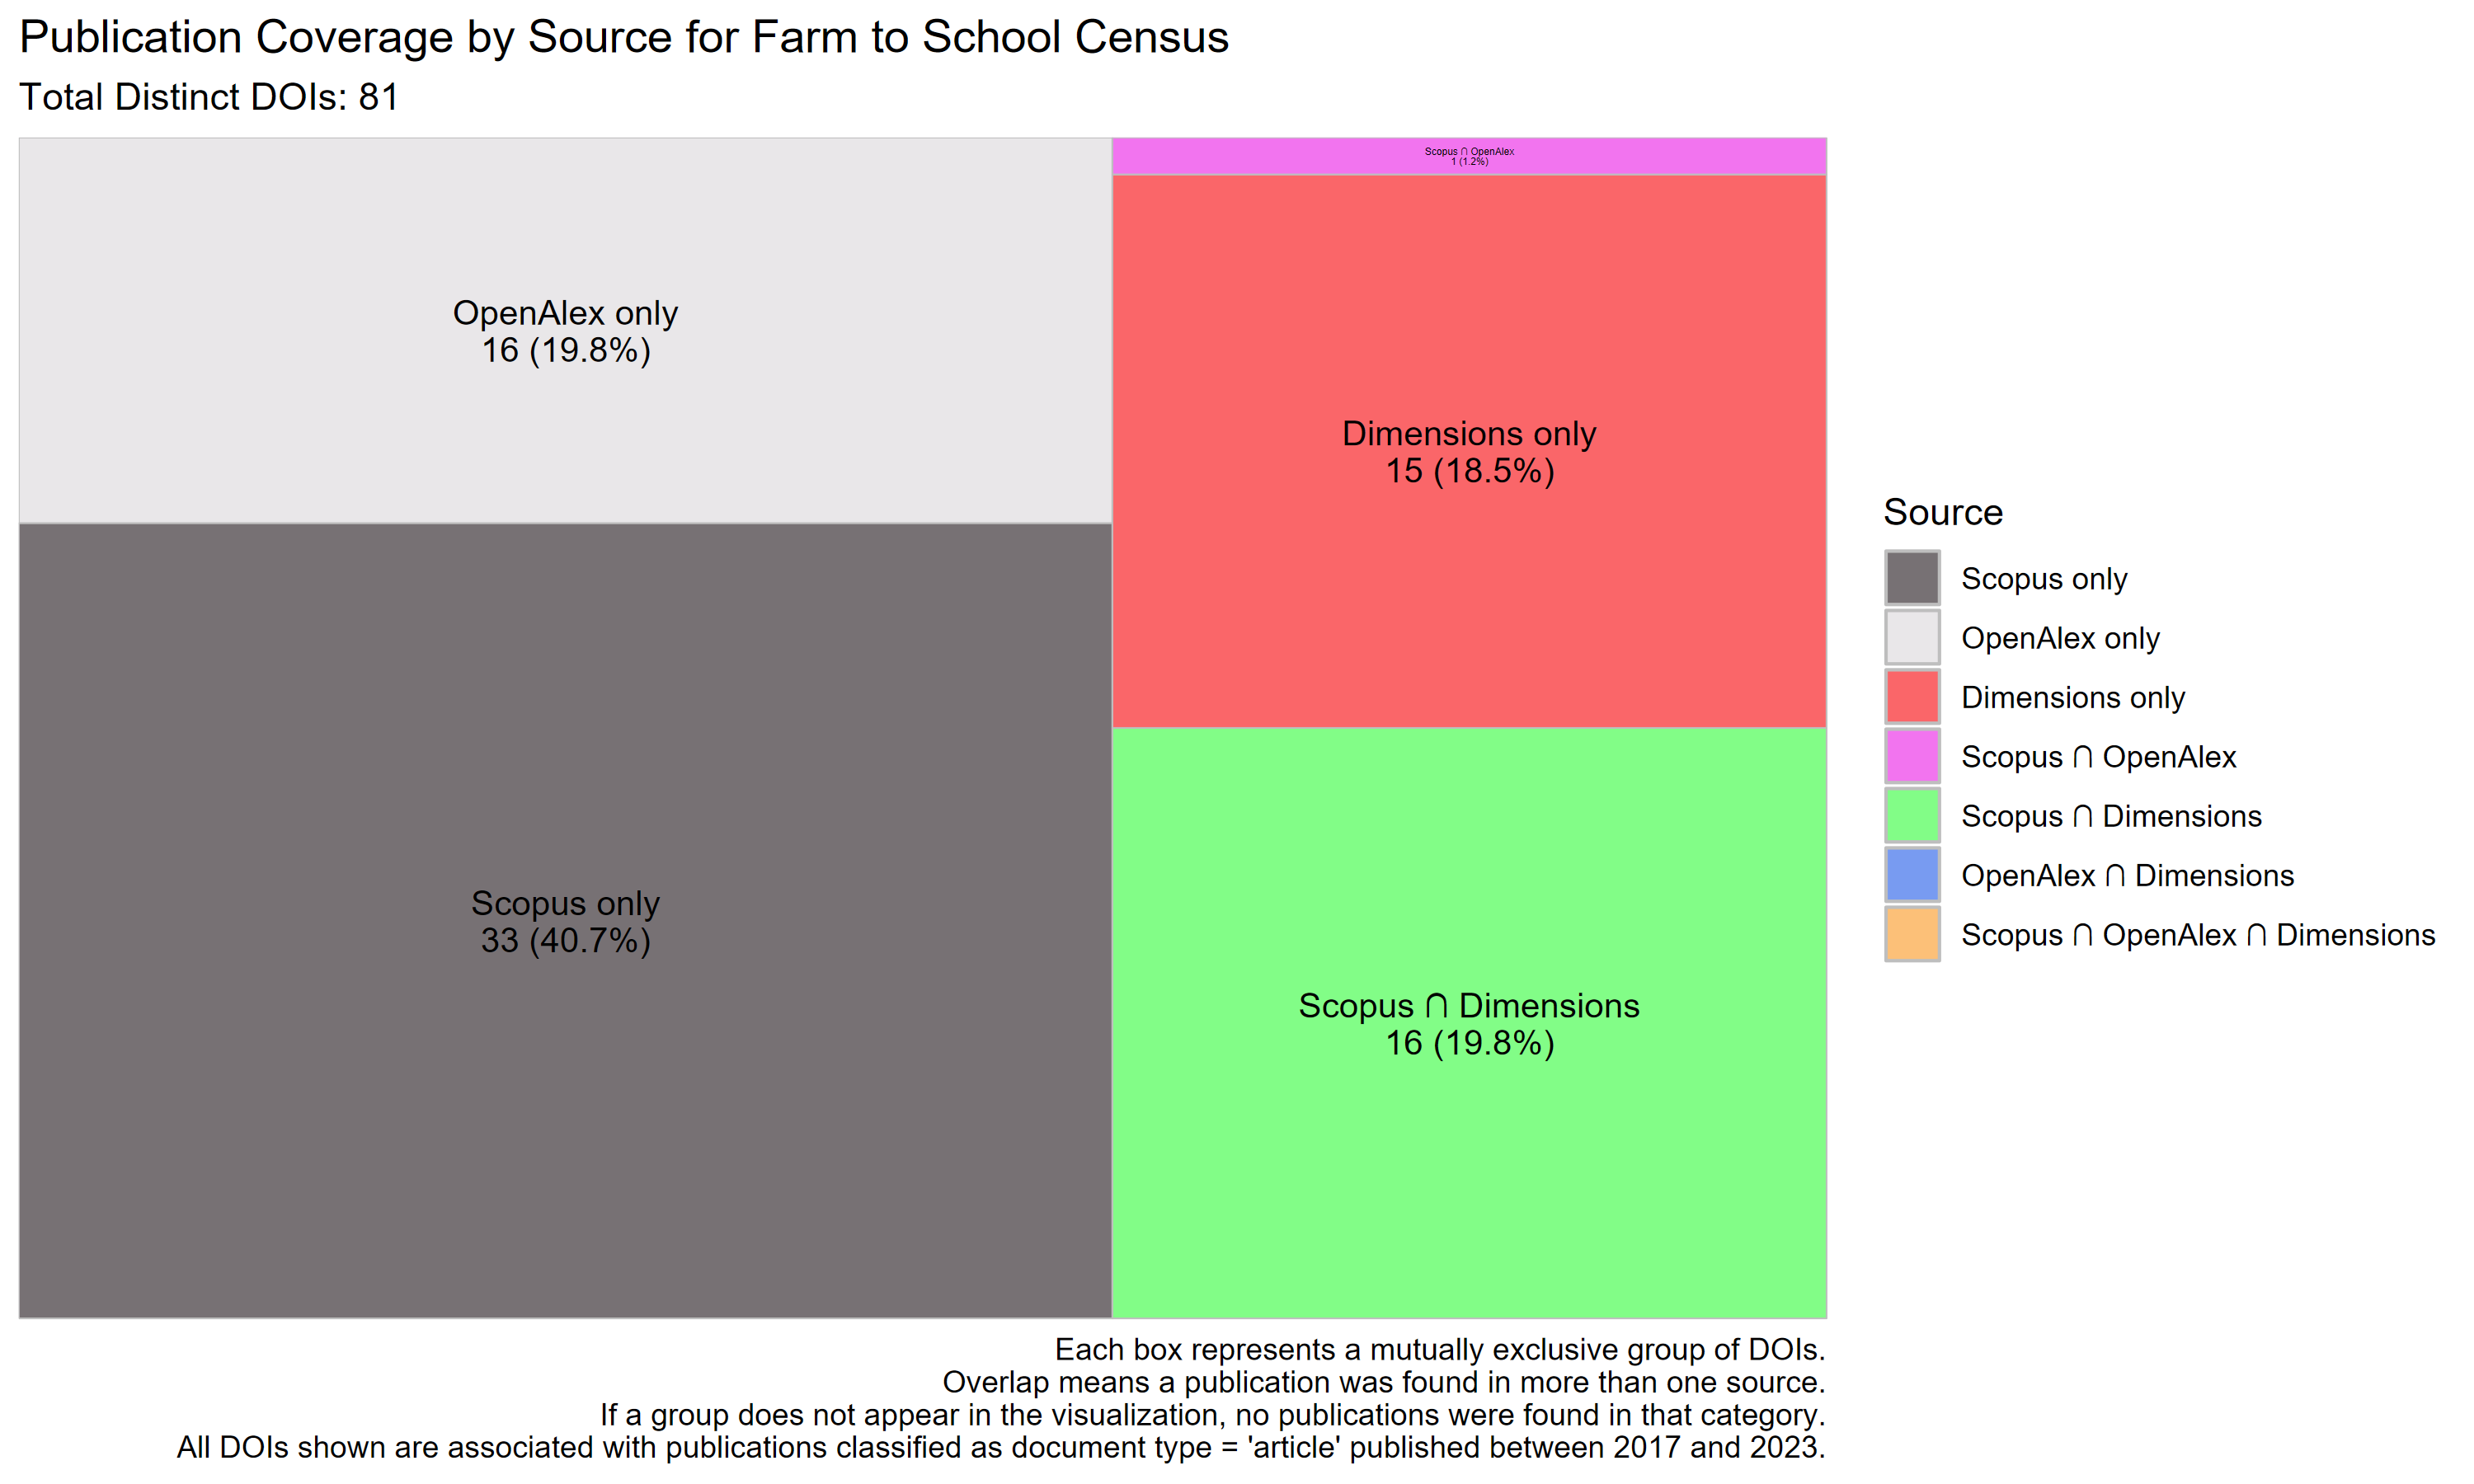 Publication Coverage by Source for Farm to School Census
Total Distinct DOIs: 81
Scopus ∩ OpenAlex
1 (1.2%)
OpenAlex only
16 (19.8%)
Dimensions only
15 (18.5%)
Scopus only
33 (40.7%)
Scopus ∩ Dimensions
16 (19.8%)
Source
Scopus only
OpenAlex only
Dimensions only
Scopus ∩ OpenAlex
Scopus ∩ Dimensions
OpenAlex ∩ Dimensions
Scopus ∩ OpenAlex ∩ Dimensions
Each box represents a mutually exclusive group of DOIs.
Overlap means a publication was found in more than one source.
If a group does not appear in the visualization, no publications were found in that category.
All DOIs shown are associated with publications classified as document type = 'article' published between 2017 and 2023.